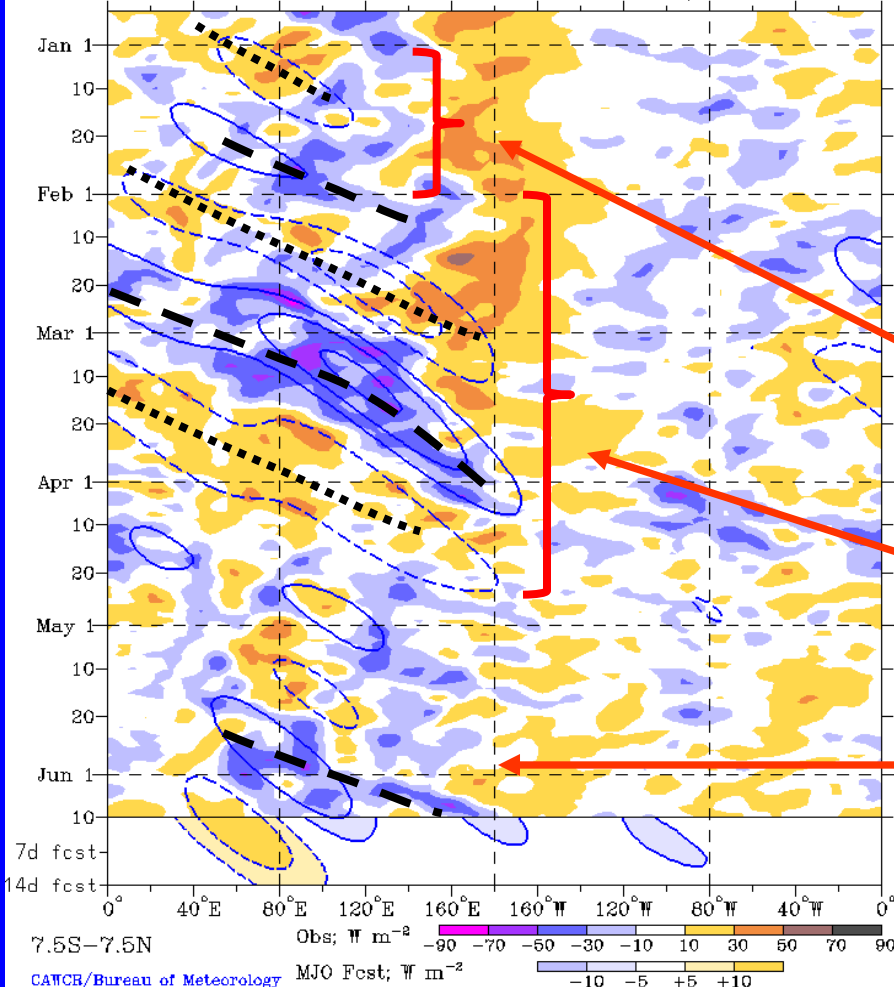 Jan 1
10
20
Feb 1
10
20
Mar 1
10
20
Apr 1
10
20
May 1
10
20
Jun 1
10
7d fcst
14d fcst
0° 40°E 80°E 120°E 160°E 160°W 120°W 80°W 40°W 0°
7.5S-7.5N
Obs; W m⁻²
-90 -70 -50 -30 -10 10 30 50 70 90
CAWCR/Bureau of Meteorology
MJO Fcst; W m⁻²
-10 -5 +5 +10